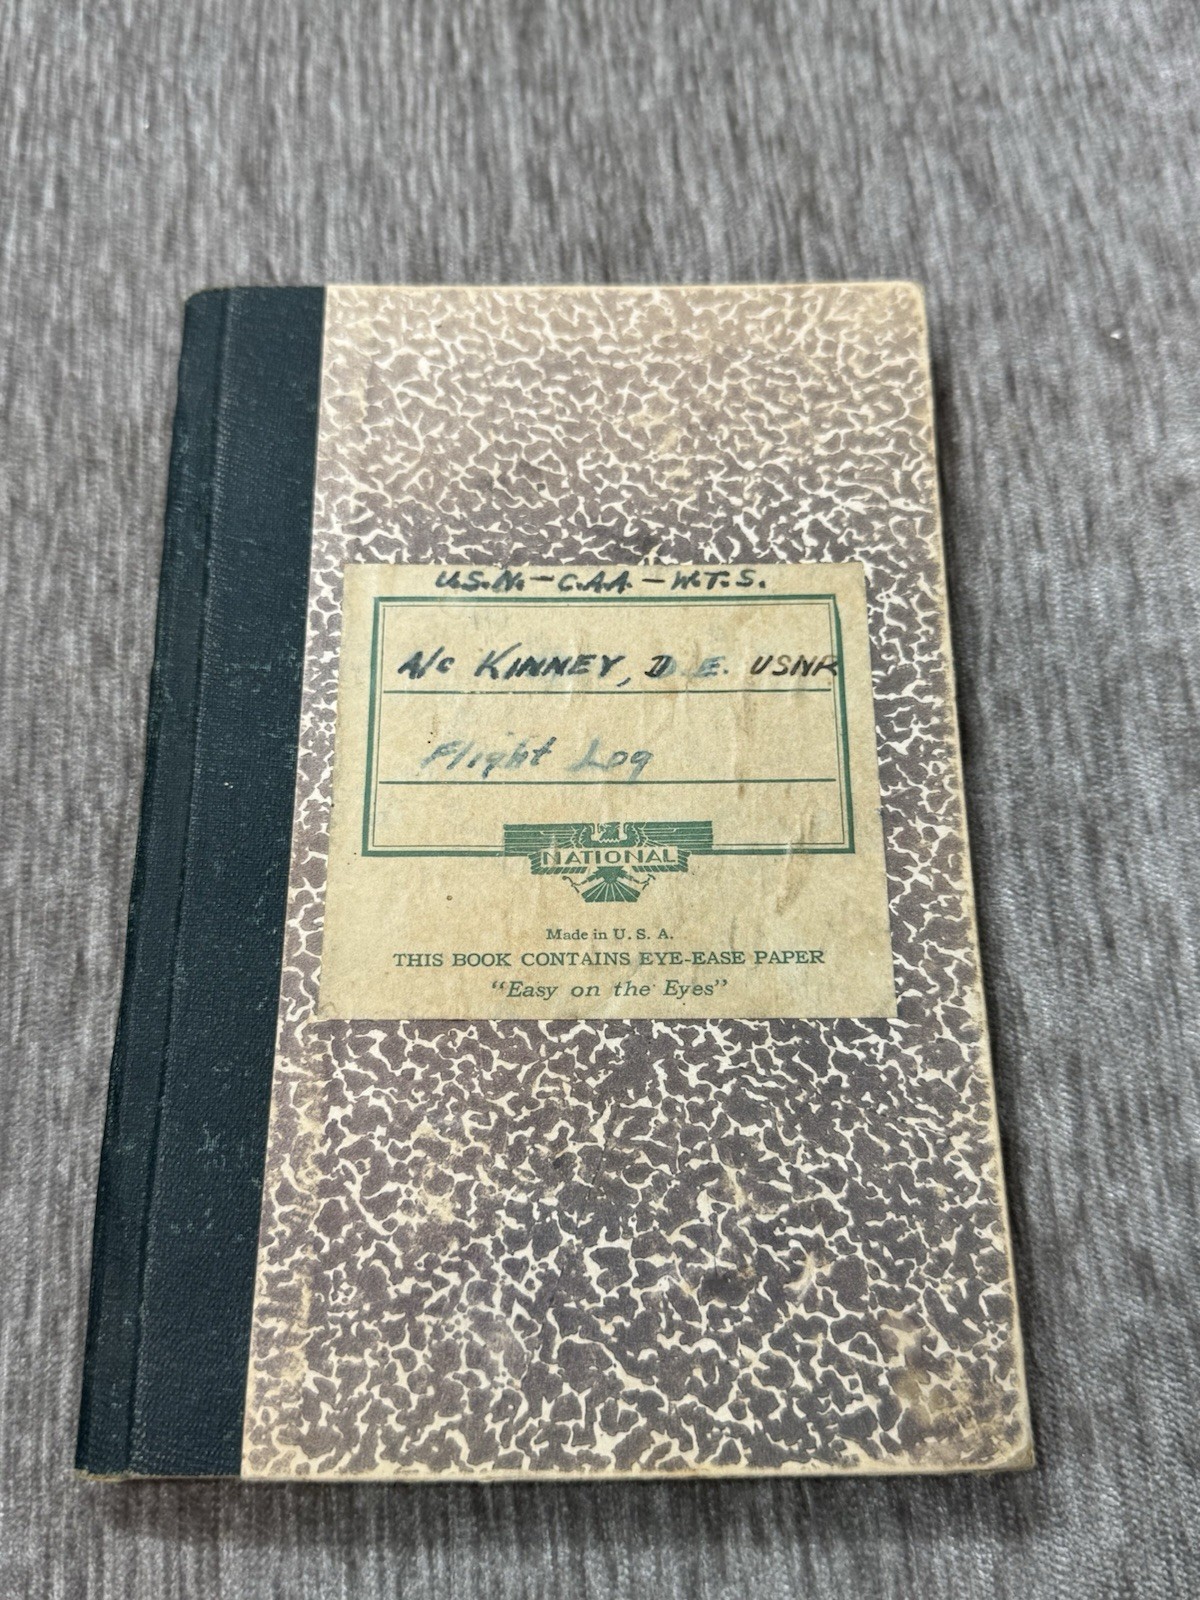 U.S.N. - C.A.A. - W.T.S.
A/C KINNEY, D. E. USNR
Flight Log
NATIONAL
Made in U. S. A.
THIS BOOK CONTAINS EYE-EASE PAPER
"Easy on the Eyes"